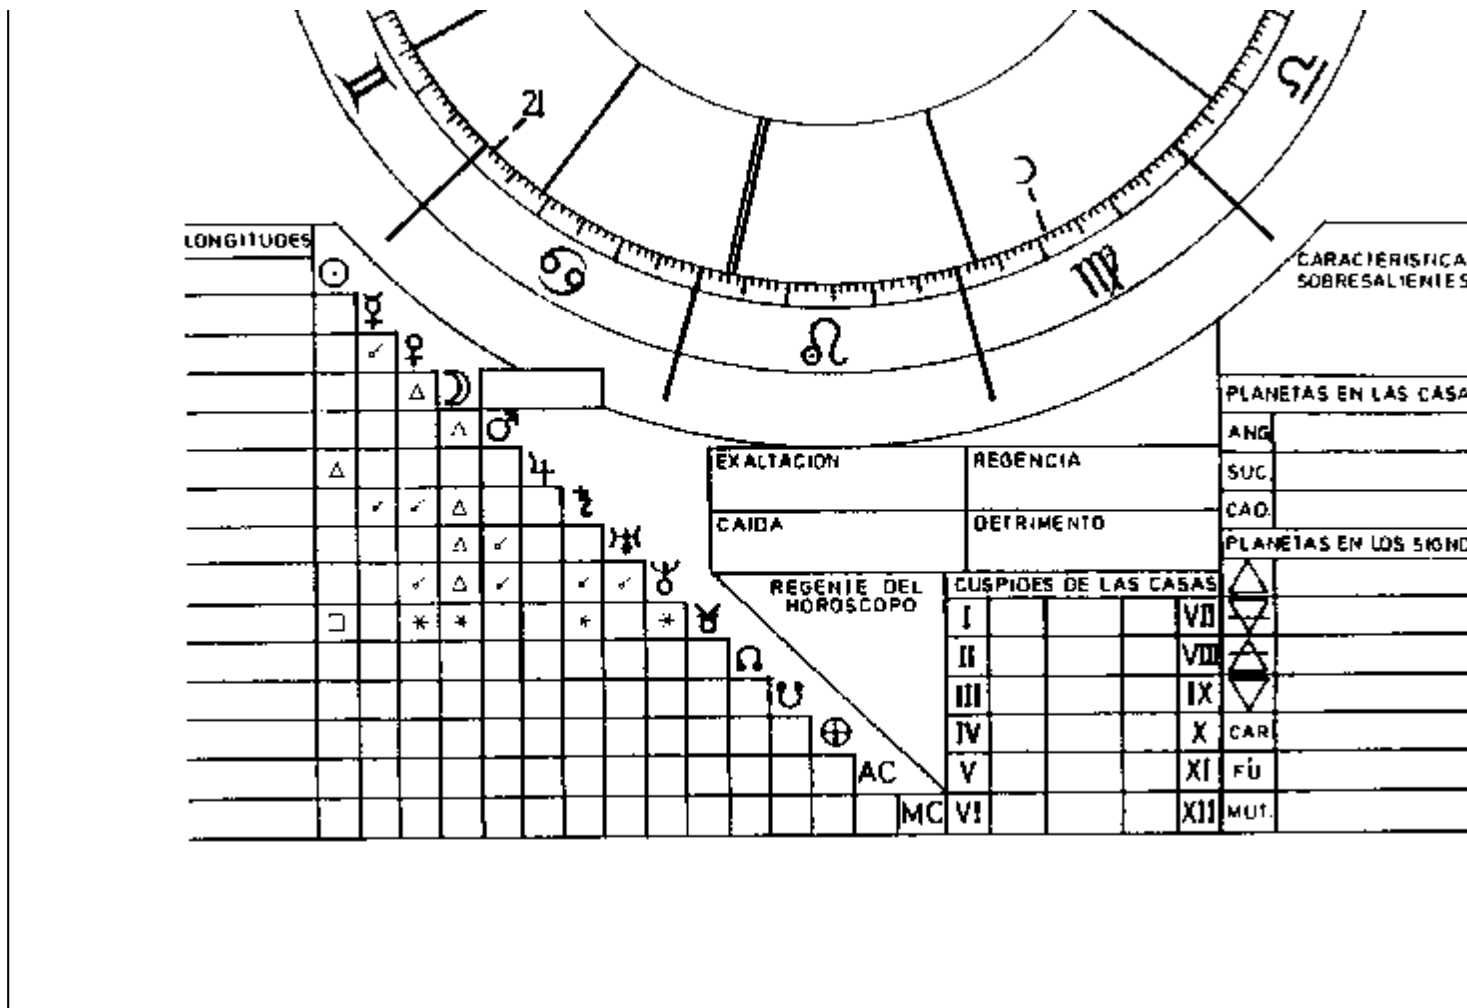 LONGITUDES
CARACTERISTICA
SOBRESALIENTES
PLANETAS EN LAS CASA
ANG
SUC.
CAD.
EXALTACION
REGENCIA
CAIDA
DETRIMENTO
PLANETAS EN LOS SIGNO
REGENTE DEL
HOROSCOPO
CUSPIDES DE LAS CASAS
I VII
II VIII
III IX
IV X CAR
V XI
VI XII MUT.
AC
MC